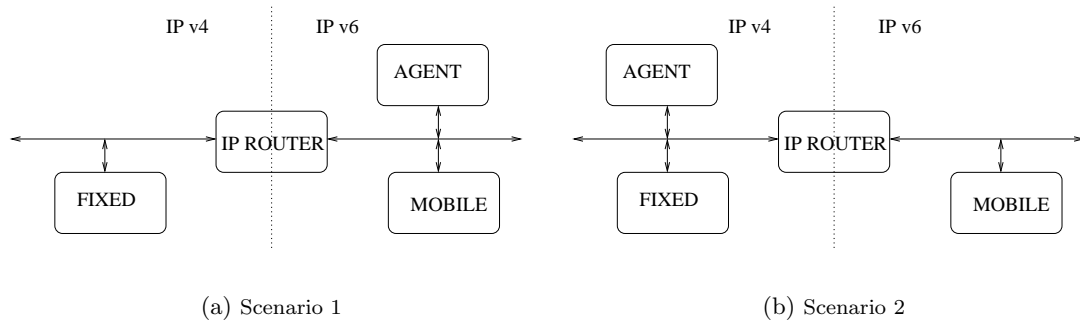 IP v4
IP v6
AGENT
IP ROUTER
FIXED
MOBILE
(a) Scenario 1
IP v4
IP v6
AGENT
IP ROUTER
FIXED
MOBILE
(b) Scenario 2